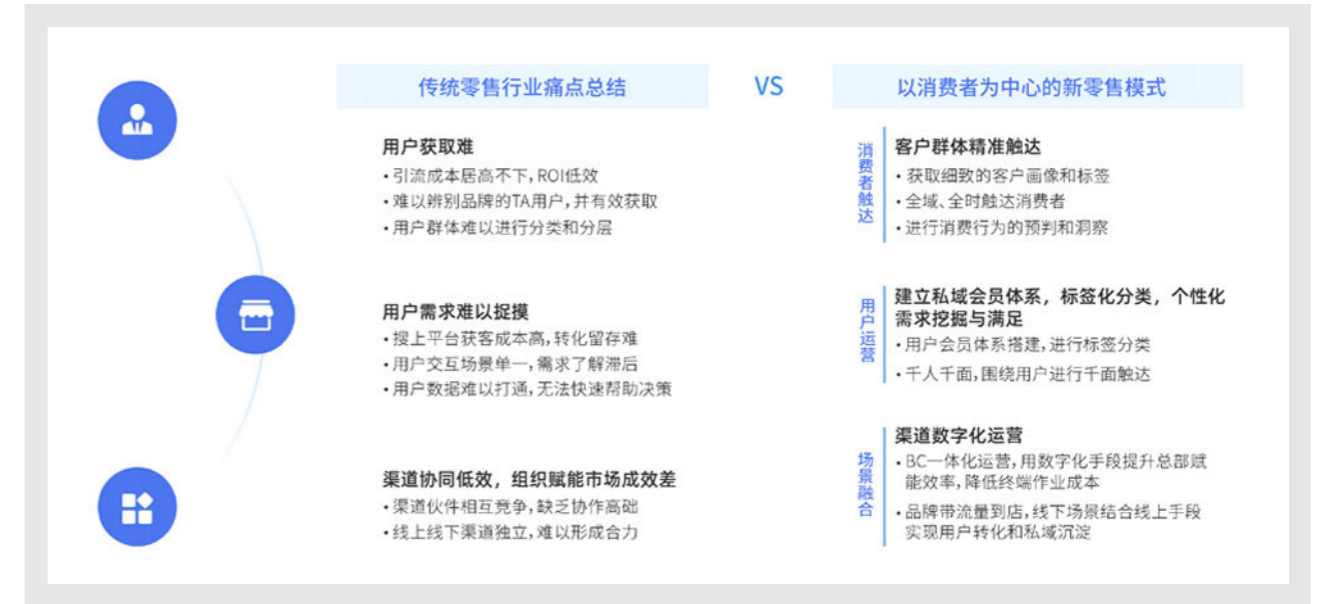 传统零售行业痛点总结
VS
以消费者为中心的新零售模式
用户获取难
•引流成本居高不下,ROI低效
•难以辨别品牌的TA用户,并有效获取
•用户群体难以进行分类和分层
消费者触达
客户群体精准触达
•获取细致的客户画像和标签
•全域、全时触达消费者
•进行消费行为的预判和洞察
用户需求难以捉摸
•搜上平台获客成本高,转化留存难
•用户交互场景单一,需求了解滞后
•用户数据难以打通,无法快速帮助决策
用户运营
建立私域会员体系，标签化分类，个性化
需求挖掘与满足
•用户会员体系搭建,进行标签分类
•千人千面,围绕用户进行千面触达
渠道协同低效，组织赋能市场成效差
•渠道伙件相互竞争,缺乏协作高础
•线上线下渠道独立,难以形成合力
场景融合
渠道数字化运营
•BC一体化运营,用数字化手段提升总部赋
能效率,降低终端作业成本
•品牌带流量到店,线下场景结合线上手段
实现用户转化和私域沉淀